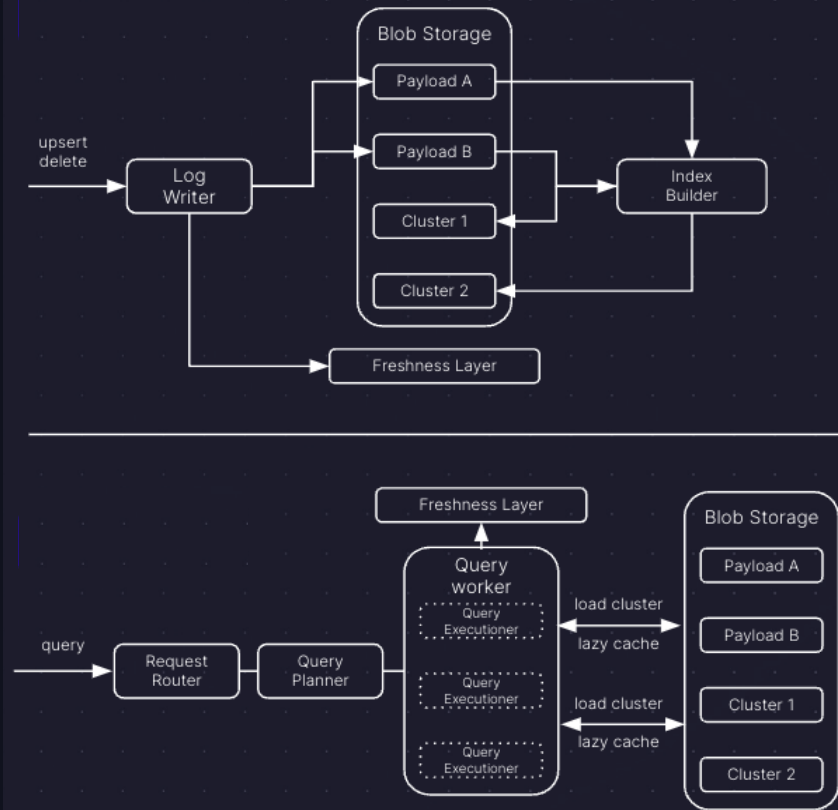 Blob Storage
Payload A
upsert
delete
Payload B
Log
Writer
Index
Builder
Cluster 1
Cluster 2
Freshness Layer
Freshness Layer
Blob Storage
Query
worker
Payload A
Query
Executioner
load cluster
lazy cache
Payload B
query
Request
Router
Query
Planner
Query
Executioner
load cluster
lazy cache
Cluster 1
Query
Executioner
Cluster 2